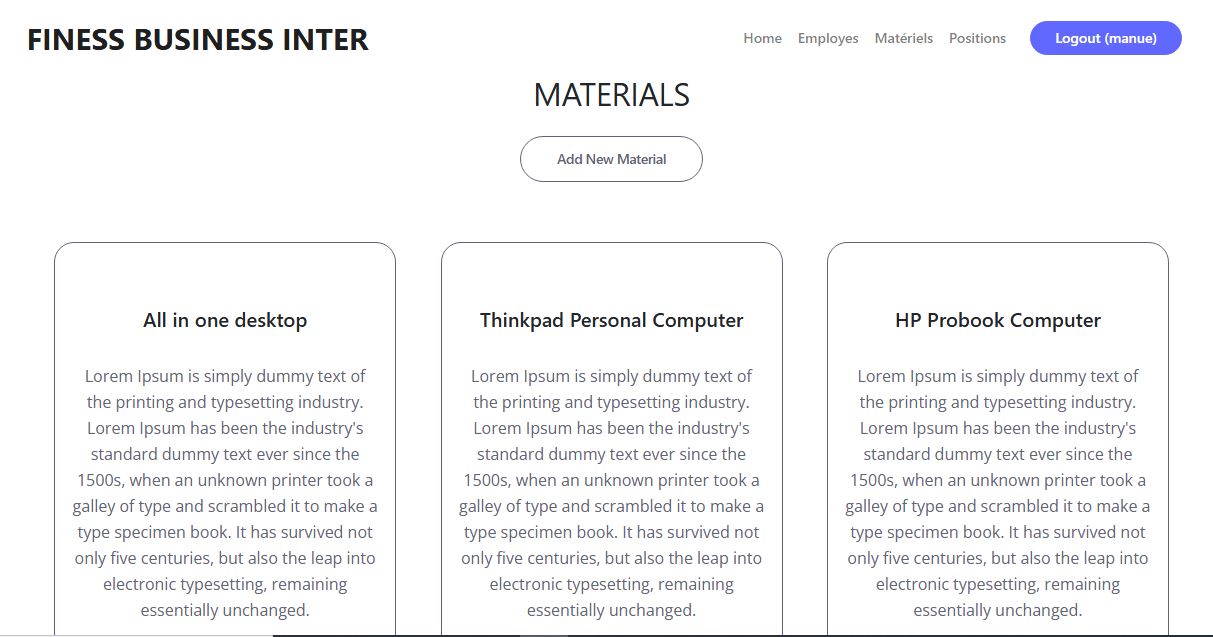 FINESS BUSINESS INTER
Home Employes Matériels Positions Logout (manue)
MATERIALS
Add New Material
All in one desktop
Lorem Ipsum is simply dummy text of
the printing and typesetting industry.
Lorem Ipsum has been the industry's
standard dummy text ever since the
1500s, when an unknown printer took a
galley of type and scrambled it to make a
type specimen book. It has survived not
only five centuries, but also the leap into
electronic typesetting, remaining
essentially unchanged.
Thinkpad Personal Computer
Lorem Ipsum is simply dummy text of
the printing and typesetting industry.
Lorem Ipsum has been the industry's
standard dummy text ever since the
1500s, when an unknown printer took a
galley of type and scrambled it to make a
type specimen book. It has survived not
only five centuries, but also the leap into
electronic typesetting, remaining
essentially unchanged.
HP Probook Computer
Lorem Ipsum is simply dummy text of
the printing and typesetting industry.
Lorem Ipsum has been the industry's
standard dummy text ever since the
1500s, when an unknown printer took a
galley of type and scrambled it to make a
type specimen book. It has survived not
only five centuries, but also the leap into
electronic typesetting, remaining
essentially unchanged.